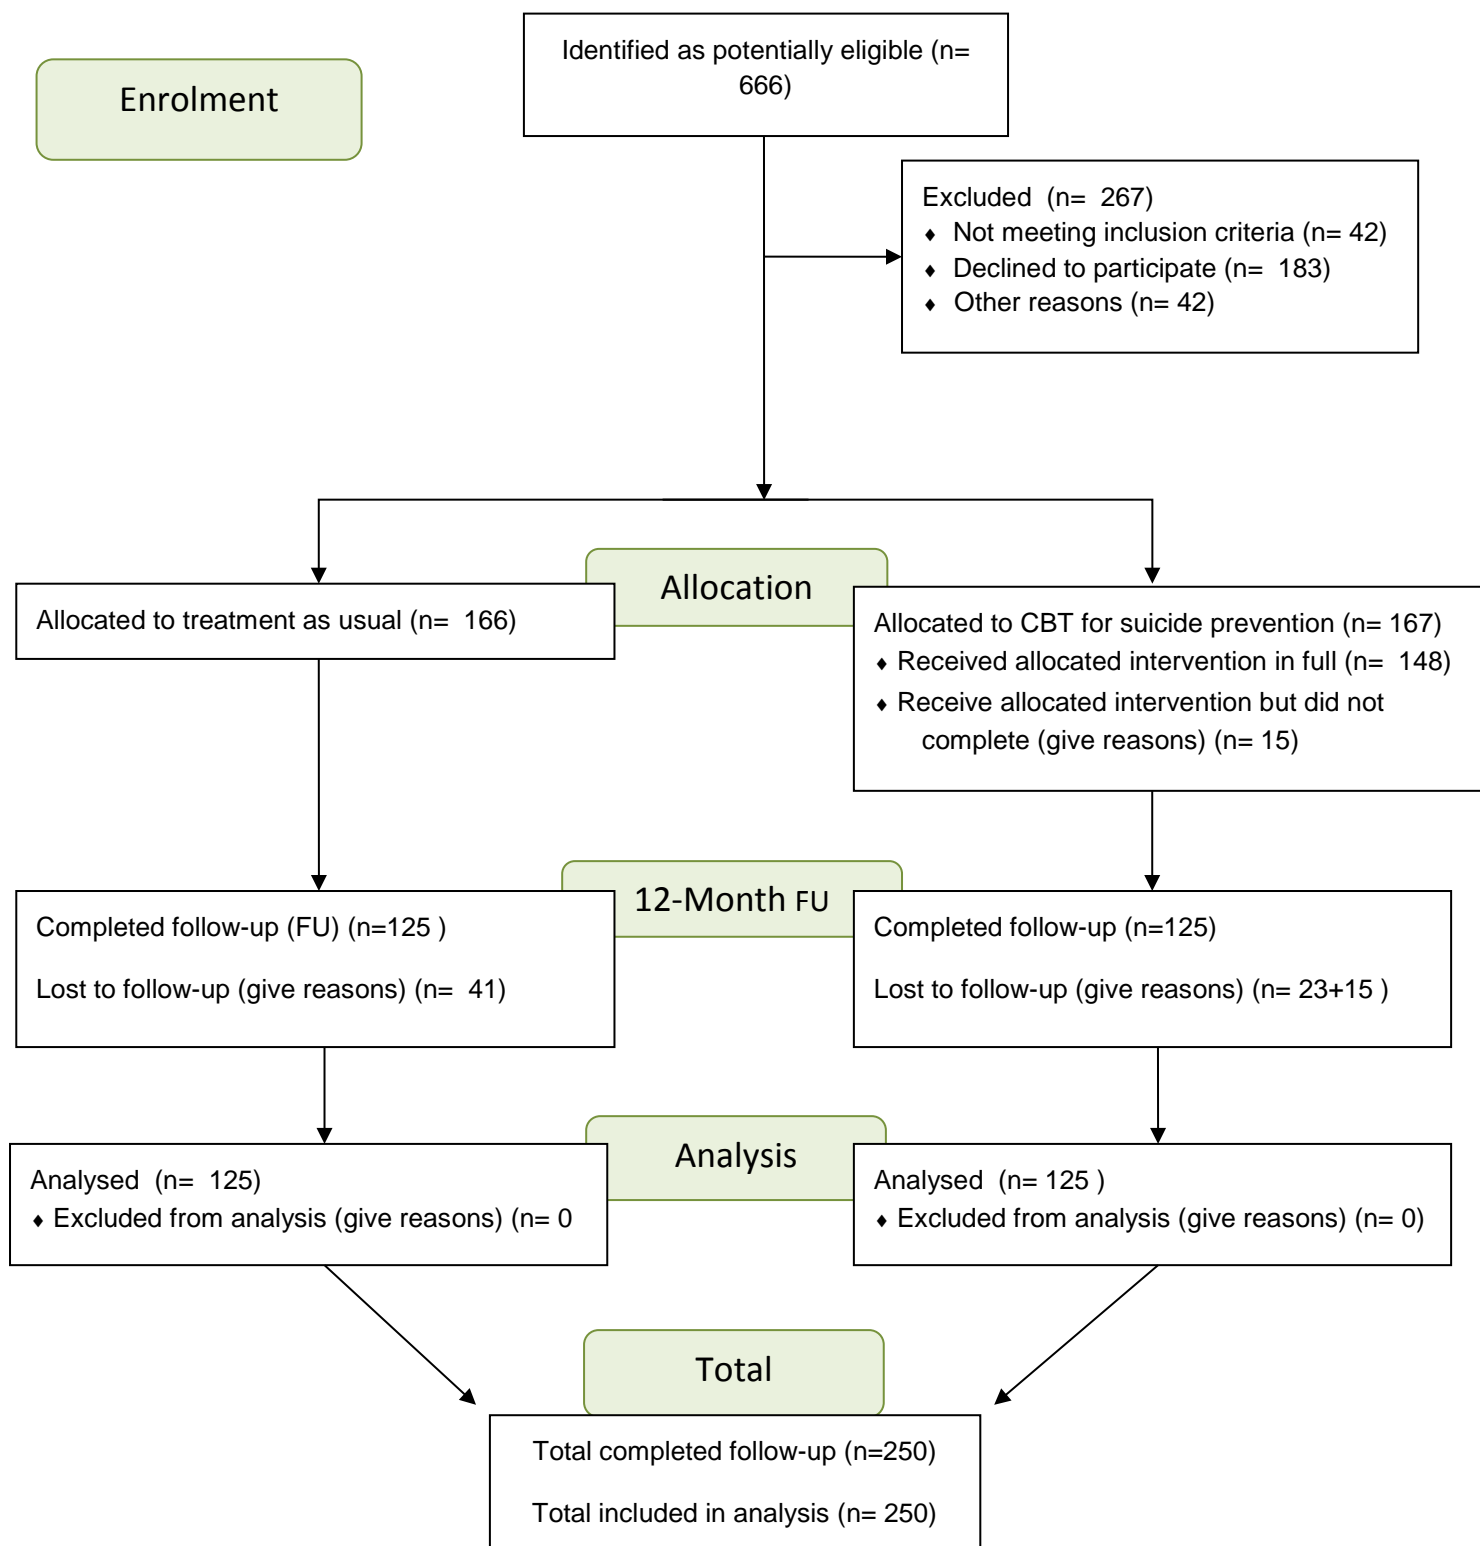 Identified as potentially eligible (n=
666)
Enrolment
Excluded  (n=  267)
♦ Not meeting inclusion criteria (n= 42)
♦ Declined to participate (n=  183)
♦ Other reasons (n= 42)
Allocation
Allocated to treatment as usual (n=  166)
Allocated to CBT for suicide prevention (n= 167)
♦ Received allocated intervention in full (n=  148)
♦ Receive allocated intervention but did not
complete (give reasons) (n= 15)
12-Month FU
Completed follow-up (FU) (n=125 )
Lost to follow-up (give reasons) (n=  41)
Completed follow-up (n=125)
Lost to follow-up (give reasons) (n= 23+15 )
Analysis
Analysed  (n=  125)
♦ Excluded from analysis (give reasons) (n= 0
Analysed  (n= 125 )
♦ Excluded from analysis (give reasons) (n= 0)
Total
Total completed follow-up (n=250)
Total included in analysis (n= 250)